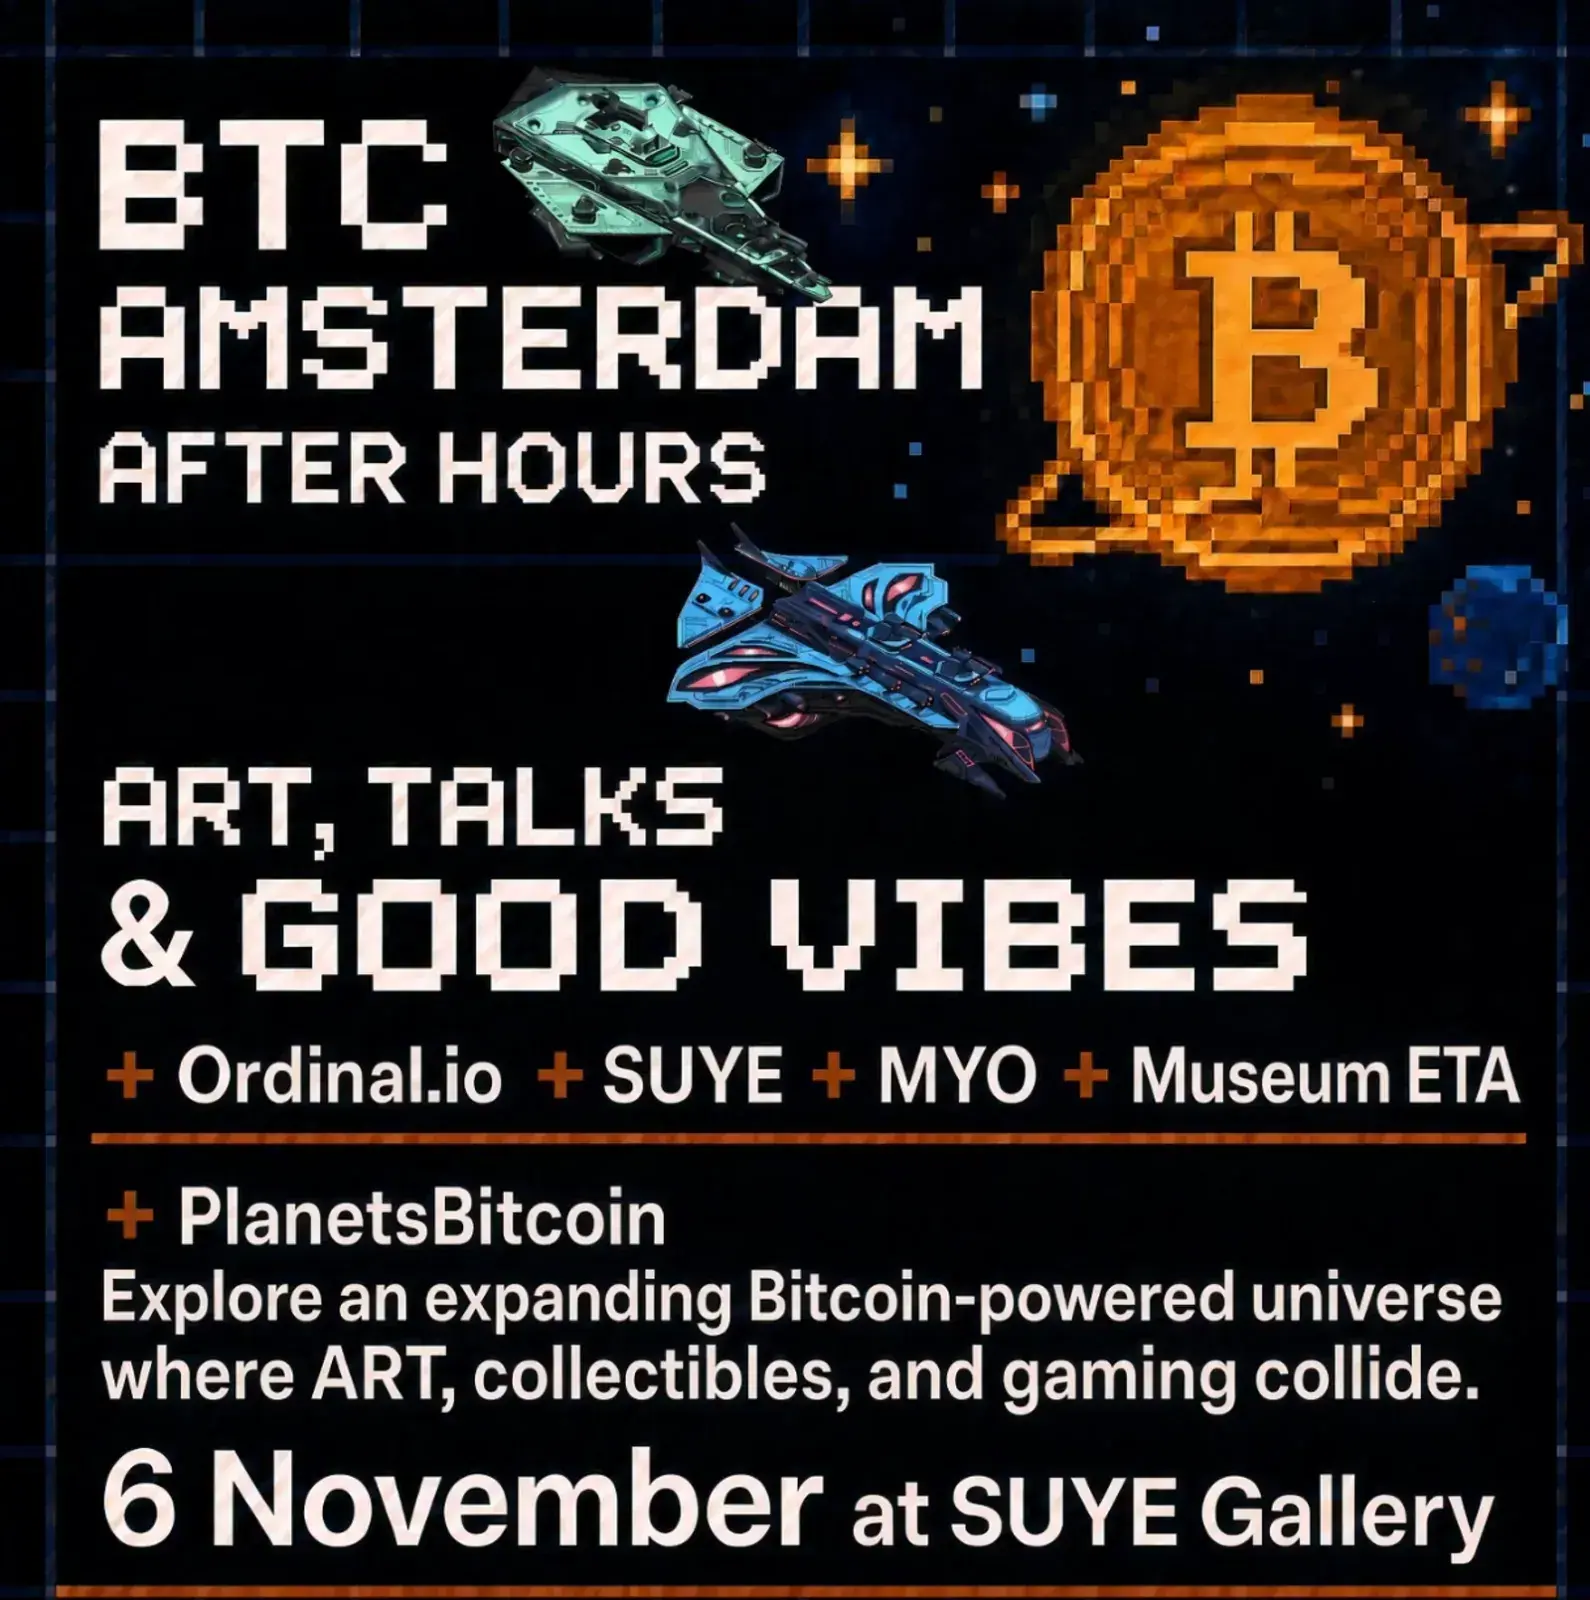 BTC
AMSTERDAM
AFTER HOURS
ART, TALKS
& GOOD VIBES
+ Ordinal.io + SUYE + MYO + Museum ETA
+ PlanetsBitcoin
Explore an expanding Bitcoin-powered universe
where ART, collectibles, and gaming collide.
6 November at SUYE Gallery